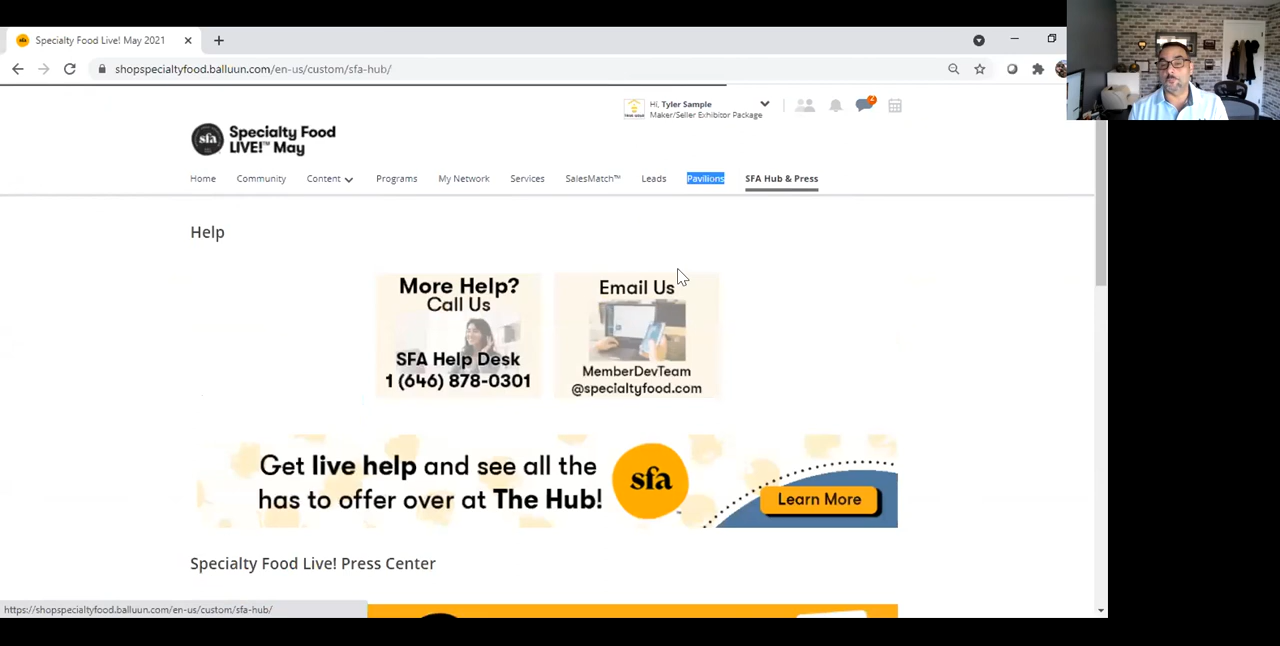 Specialty Food Live! May 2021
shopspecialtyfood.balluun.com/en-us/custom/sfa-hub/
Hi, Tyler Sample
Maker/Seller Exhibitor Package
sfa Specialty Food
LIVE!™ May
Home Community Content Programs My Network Services SalesMatch™ Leads Pavilions SFA Hub & Press
Help
More Help?
Call Us
SFA Help Desk
1 (646) 878-0301
Email Us
MemberDevTeam
@specialtyfood.com
Get live help and see all the
has to offer over at The Hub!
sfa
Learn More
Specialty Food Live! Press Center
https://shopspecialtyfood.balluun.com/en-us/custom/sfa-hub/